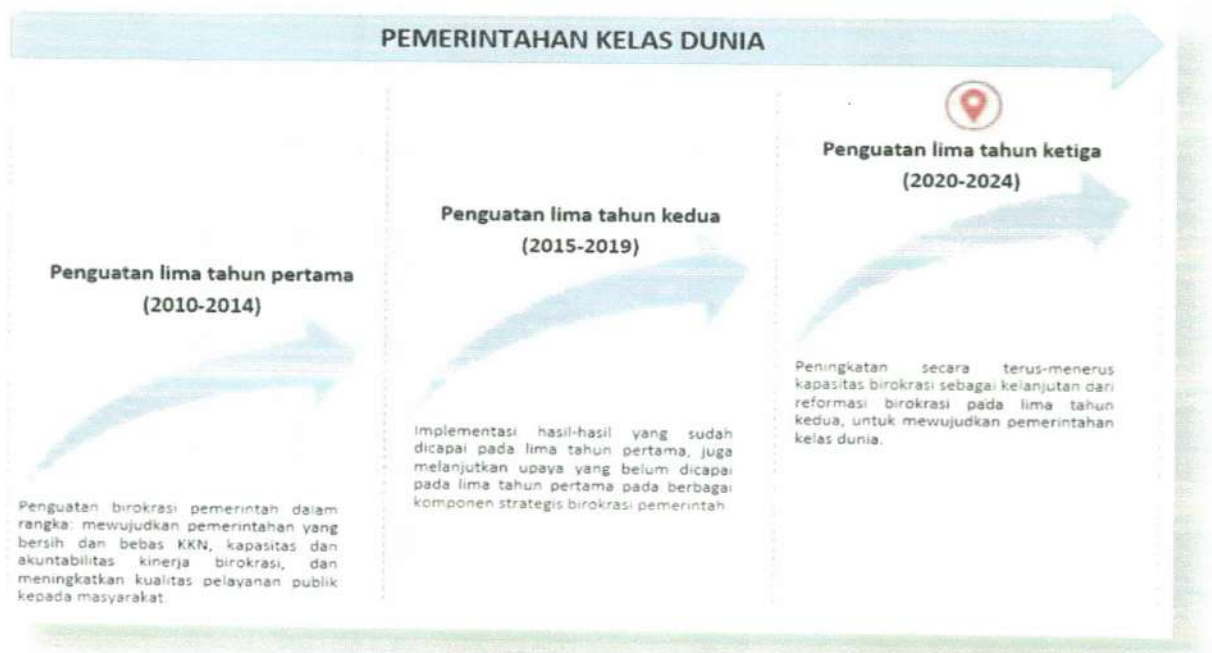 PEMERINTAHAN KELAS DUNIA
Penguatan lima tahun pertama
(2010-2014)
Penguatan birokrasi pemerintah dalam
rangka: mewujudkan pemerintahan yang
bersih dan bebas KKN, kapasitas dan
akuntabilitas kinerja birokrasi, dan
meningkatkan kualitas pelayanan publik
kepada masyarakat.
Penguatan lima tahun kedua
(2015-2019)
Implementasi hasil-hasil yang sudah
dicapai pada lima tahun pertama, juga
melanjutkan upaya yang belum dicapai
pada lima tahun pertama pada berbagai
komponen strategis birokrasi pemerintah
Penguatan lima tahun ketiga
(2020-2024)
Peningkatan secara terus-menerus
kapasitas birokrasi sebagai kelanjutan dari
reformasi birokrasi pada lima tahun
kedua, untuk mewujudkan pemerintahan
kelas dunia.